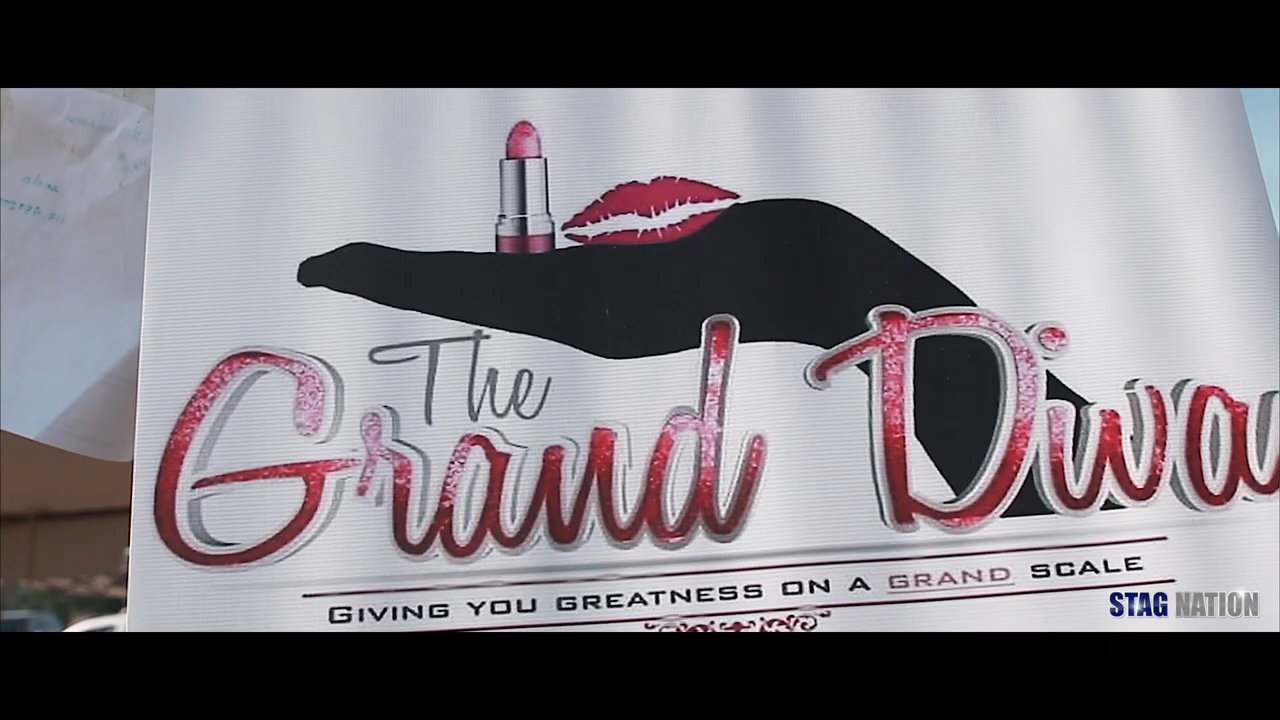 The
Grand Diva
GIVING YOU GREATNESS ON A GRAND SCALE
STAG NATION